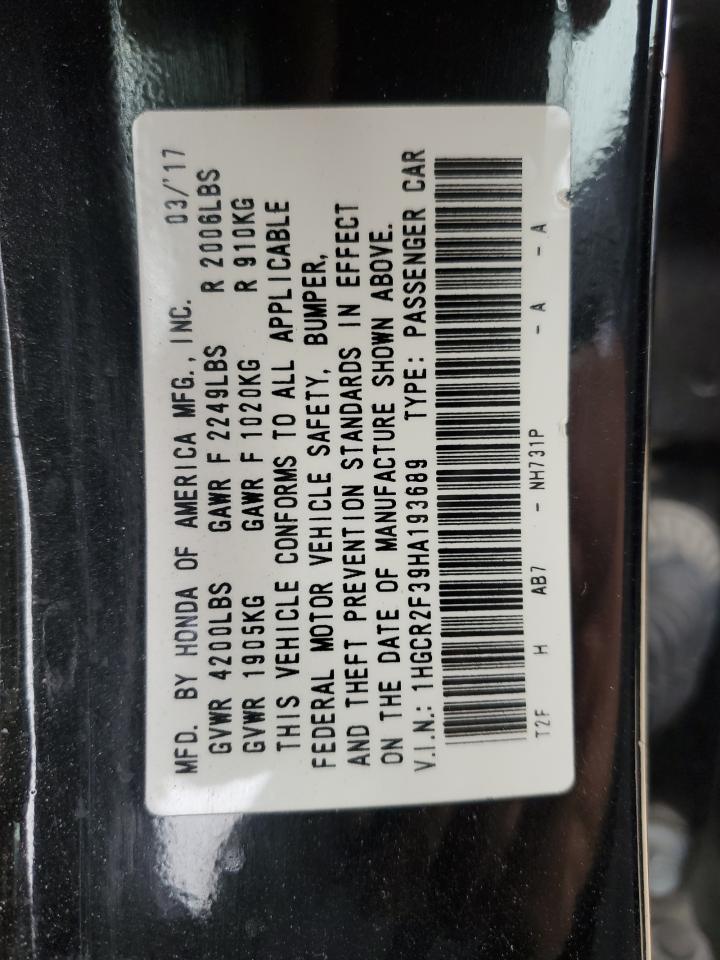 MFD. BY HONDA OF AMERICA MFG., INC. 03/'17
GVWR 4200LBS GAWR F 2249LBS R 2006LBS
GVWR 1905KG GAWR F 1020KG R 910KG
THIS VEHICLE CONFORMS TO ALL APPLICABLE
FEDERAL MOTOR VEHICLE SAFETY, BUMPER,
AND THEFT PREVENTION STANDARDS IN EFFECT
ON THE DATE OF MANUFACTURE SHOWN ABOVE.
V.I.N.: 1HGCR2F39HA193689 TYPE: PASSENGER CAR
T2F H AB7 - NH731P - A - A